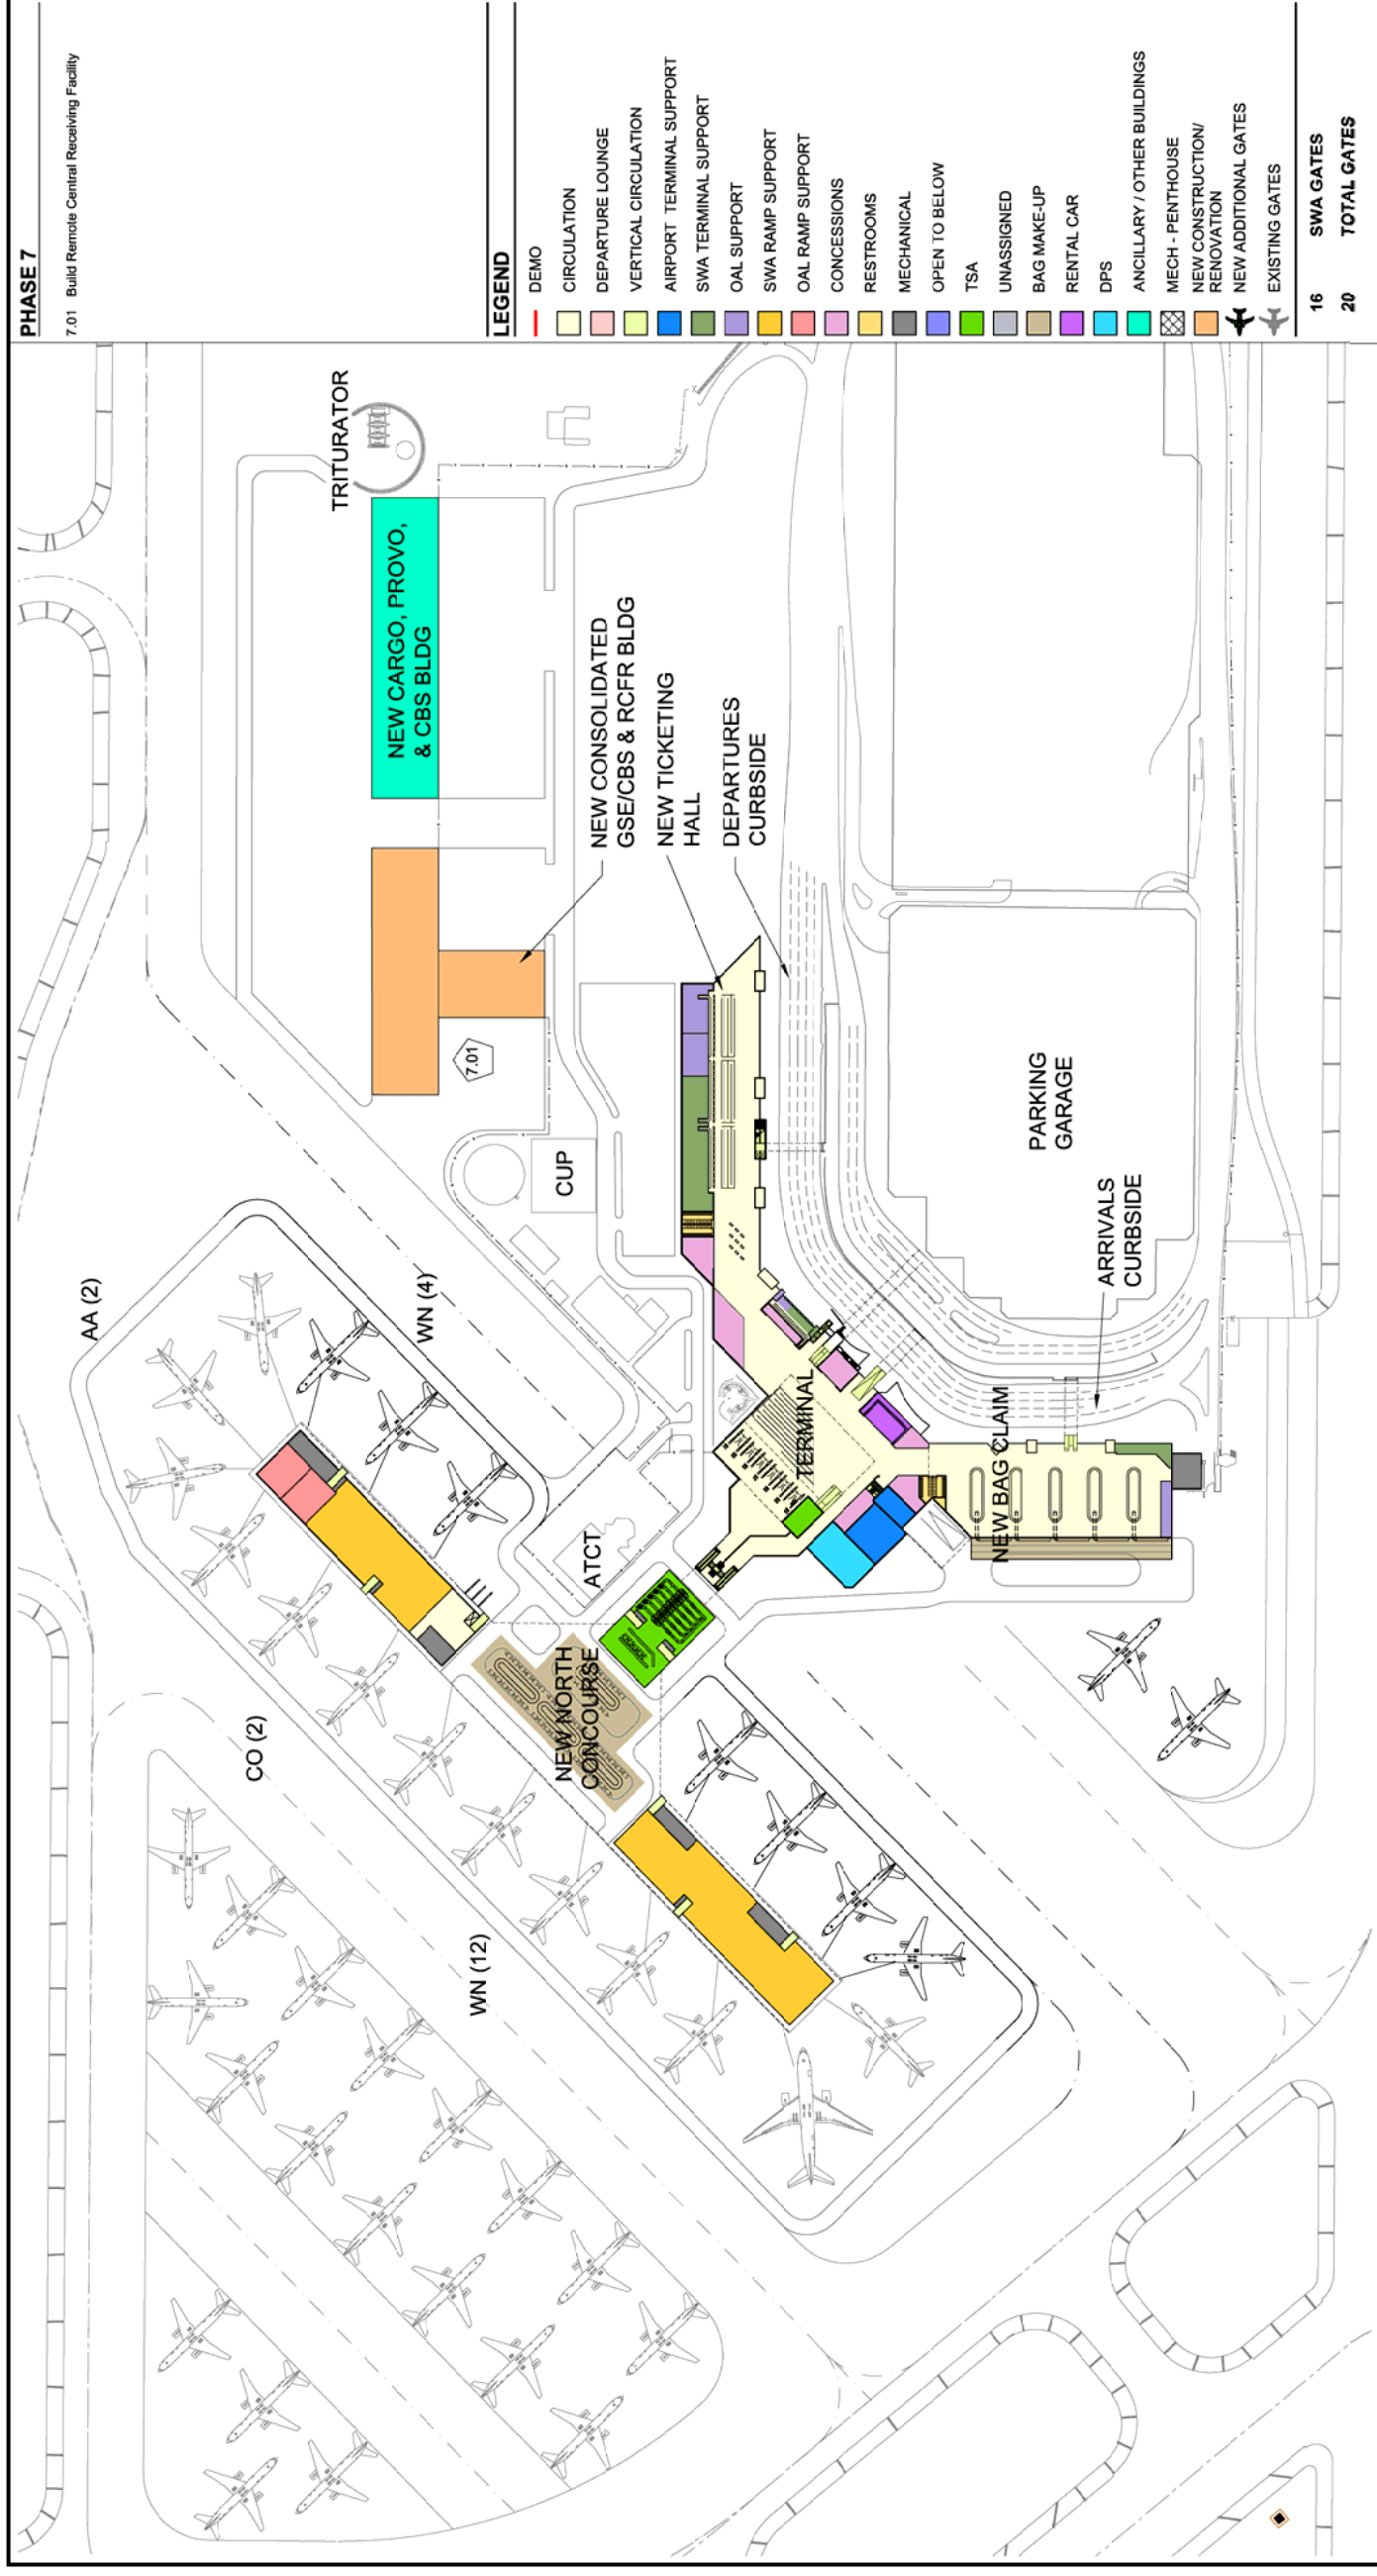 PHASE 7
7.01 Build Remote Central Receiving Facility
LEGEND
DEMO
CIRCULATION
DEPARTURE LOUNGE
VERTICAL CIRCULATION
AIRPORT TERMINAL SUPPORT
SWA TERMINAL SUPPORT
OAL SUPPORT
SWA RAMP SUPPORT
OAL RAMP SUPPORT
CONCESSIONS
RESTROOMS
MECHANICAL
OPEN TO BELOW
TSA
UNASSIGNED
BAG MAKE-UP
RENTAL CAR
DPS
ANCILLARY / OTHER BUILDINGS
MECH - PENTHOUSE
NEW CONSTRUCTION/
RENOVATION
NEW ADDITIONAL GATES
EXISTING GATES
16 SWA GATES
20 TOTAL GATES
TRITURATOR
NEW CARGO, PROVO,
& CBS BLDG
NEW CONSOLIDATED
GSE/CBS & RCFR BLDG
NEW TICKETING
HALL
DEPARTURES
CURBSIDE
7.01
CUP
PARKING
GARAGE
ARRIVALS
CURBSIDE
AA (2)
WN (4)
TERMINAL
NEW BAG CLAIM
ATCT
NEW NORTH
CONCOURSE
CO (2)
WN (12)